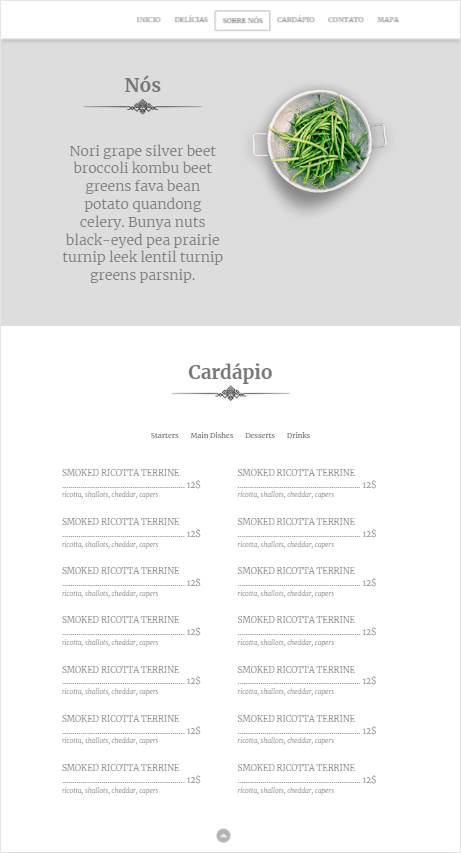 INICIO DELÍCIAS SOBRE NÓS CARDÁPIO CONTATO MAPA
Nós
Nori grape silver beet
broccoli kombu beet
greens fava bean
potato quandong
celery. Bunya nuts
black-eyed pea prairie
turnip leek lentil turnip
greens parsnip.
Cardápio
Starters Main Dishes Desserts Drinks
SMOKED RICOTTA TERRINE
12$
ricotta, shallots, cheddar, capers
SMOKED RICOTTA TERRINE
12$
ricotta, shallots, cheddar, capers
SMOKED RICOTTA TERRINE
12$
ricotta, shallots, cheddar, capers
SMOKED RICOTTA TERRINE
12$
ricotta, shallots, cheddar, capers
SMOKED RICOTTA TERRINE
12$
ricotta, shallots, cheddar, capers
SMOKED RICOTTA TERRINE
12$
ricotta, shallots, cheddar, capers
SMOKED RICOTTA TERRINE
12$
ricotta, shallots, cheddar, capers
SMOKED RICOTTA TERRINE
12$
ricotta, shallots, cheddar, capers
SMOKED RICOTTA TERRINE
12$
ricotta, shallots, cheddar, capers
SMOKED RICOTTA TERRINE
12$
ricotta, shallots, cheddar, capers
SMOKED RICOTTA TERRINE
12$
ricotta, shallots, cheddar, capers
SMOKED RICOTTA TERRINE
12$
ricotta, shallots, cheddar, capers
SMOKED RICOTTA TERRINE
12$
ricotta, shallots, cheddar, capers
SMOKED RICOTTA TERRINE
12$
ricotta, shallots, cheddar, capers